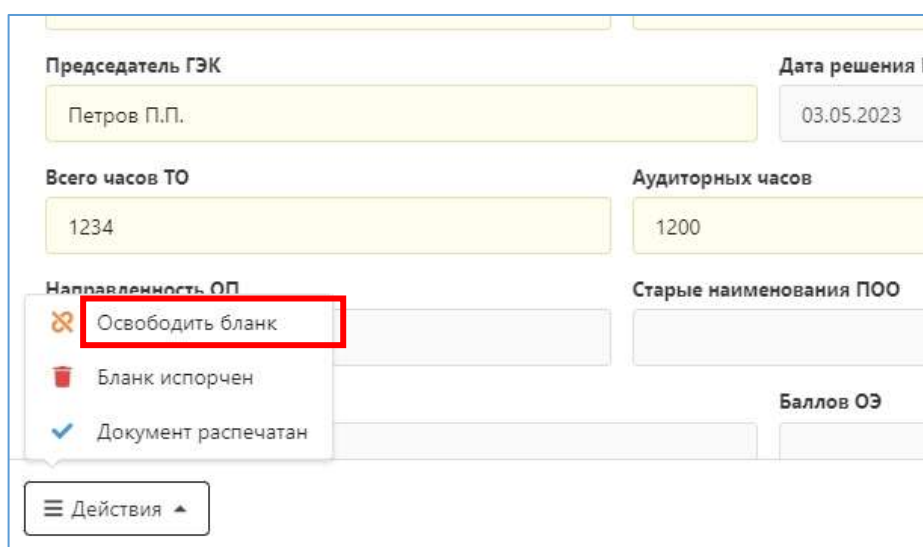 Председатель ГЭК Дата решения
Петров П.П. 03.05.2023
Всего часов ТО Аудиторных часов
1234 1200
Направленность ОП Старые наименования ПОО
Освободить бланк
Бланк испорчен
Баллов ОЭ
Документ распечатан
Действия